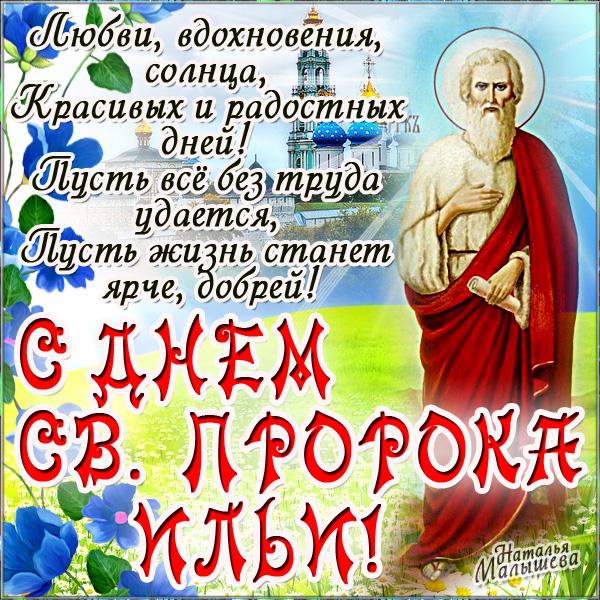 Любви, вдохновения,
солнца,
Красивых и радостных
дней!
Пусть всё без труда
удается,
Пусть жизнь станет
ярче, добрей!
С ДНЕМ
СВ. ПРОРОКА
ИЛЬИ!
Наталья
Малышева